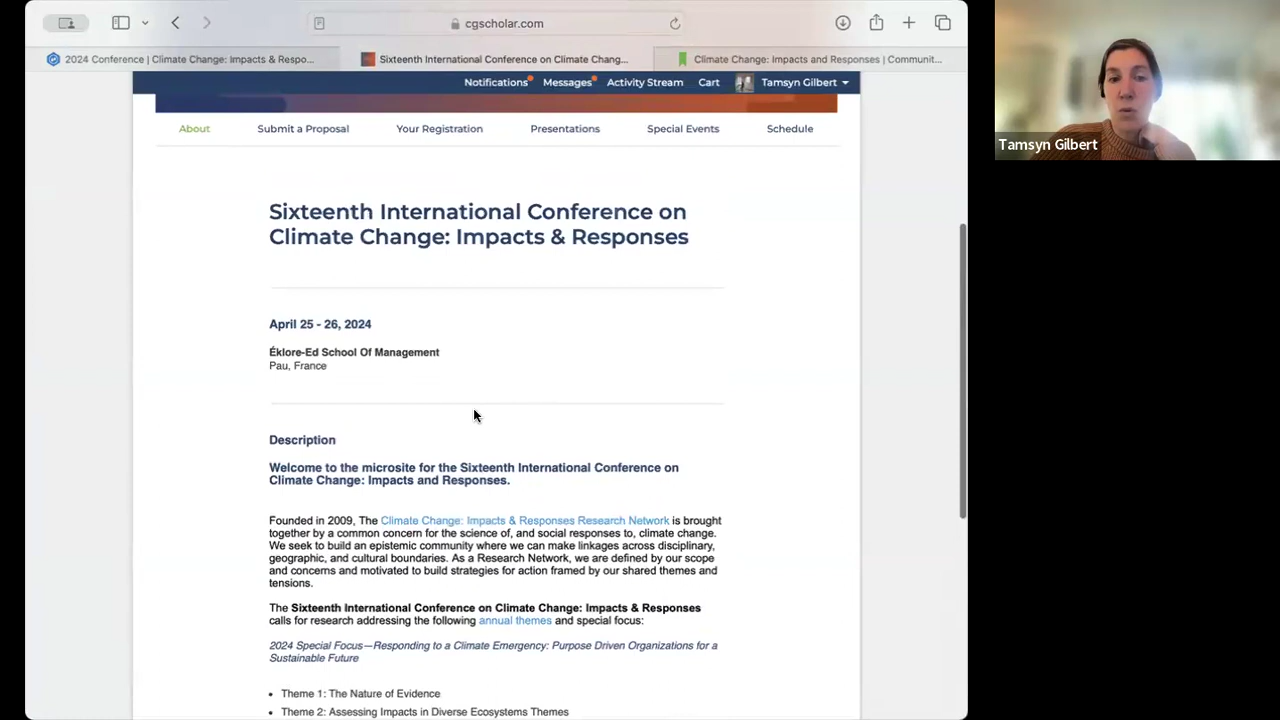 cgscholar.com
2024 Conference | Climate Change: Impacts & Respo...
Sixteenth International Conference on Climate Chang...
Climate Change: Impacts and Responses | Communit...
Notifications Messages Activity Stream Cart Tamsyn Gilbert
About Submit a Proposal Your Registration Presentations Special Events Schedule
Sixteenth International Conference on
Climate Change: Impacts & Responses
April 25 - 26, 2024
Éklore-Ed School Of Management
Pau, France
Description
Welcome to the microsite for the Sixteenth International Conference on
Climate Change: Impacts and Responses.
Founded in 2009, The Climate Change: Impacts & Responses Research Network is brought
together by a common concern for the science of, and social responses to, climate change.
We seek to build an epistemic community where we can make linkages across disciplinary,
geographic, and cultural boundaries. As a Research Network, we are defined by our scope
and concerns and motivated to build strategies for action framed by our shared themes and
tensions.
The Sixteenth International Conference on Climate Change: Impacts & Responses
calls for research addressing the following annual themes and special focus:
2024 Special Focus—Responding to a Climate Emergency: Purpose Driven Organizations for a
Sustainable Future
• Theme 1: The Nature of Evidence
• Theme 2: Assessing Impacts in Diverse Ecosystems Themes
Tamsyn Gilbert